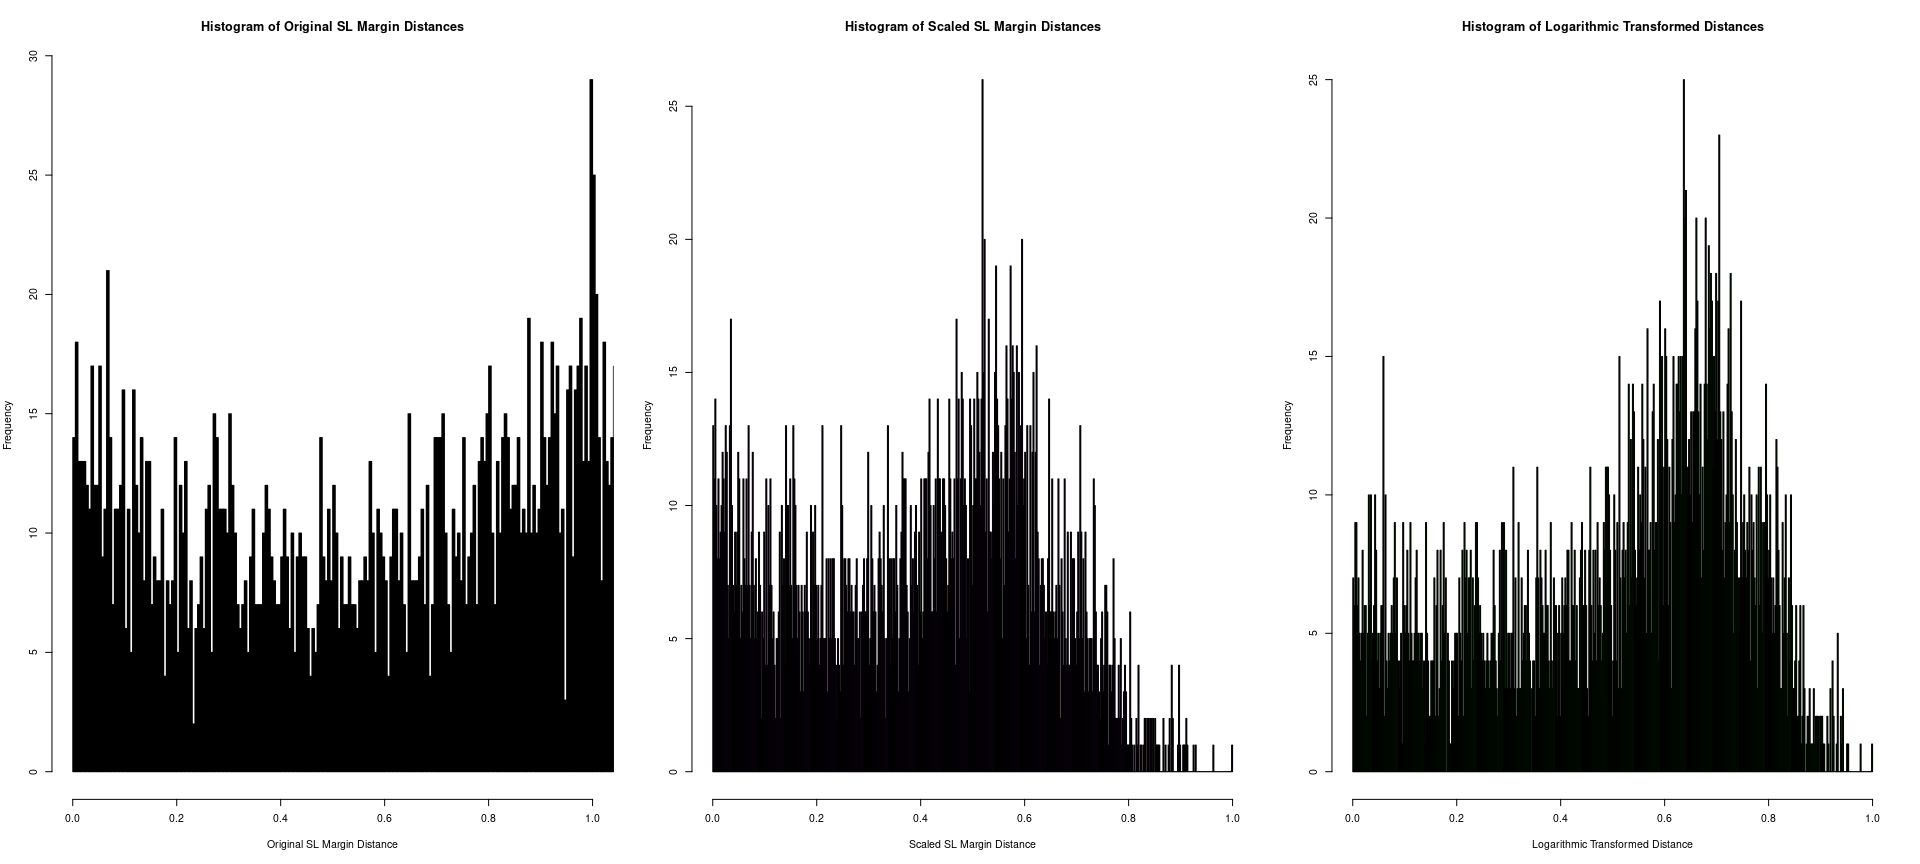 Histogram of Original SL Margin Distances
Frequency
30
25
20
15
10
5
0
0.0 0.2 0.4 0.6 0.8 1.0
Original SL Margin Distance
Histogram of Scaled SL Margin Distances
Frequency
25
20
15
10
5
0
0.0 0.2 0.4 0.6 0.8 1.0
Scaled SL Margin Distance
Histogram of Logarithmic Transformed Distances
Frequency
25
20
15
10
5
0
0.0 0.2 0.4 0.6 0.8 1.0
Logarithmic Transformed Distance